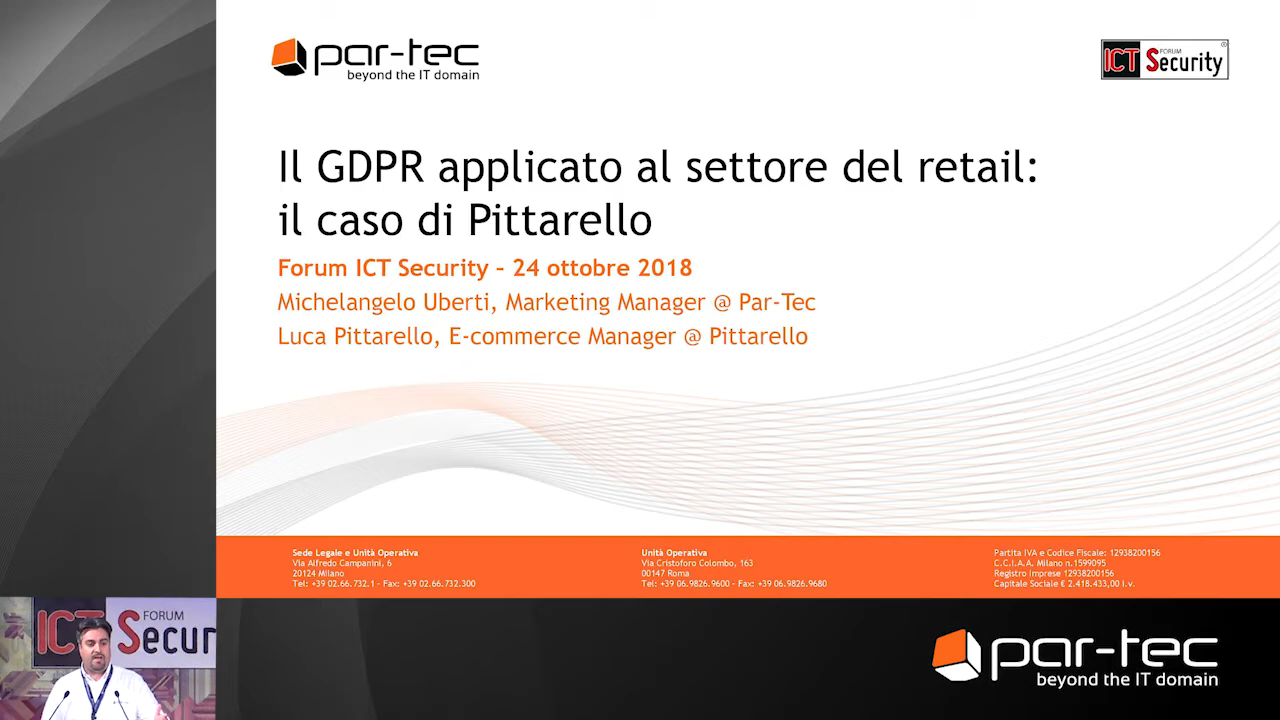 par-tec
beyond the IT domain
ICT FORUM Security®
Il GDPR applicato al settore del retail:
il caso di Pittarello
Forum ICT Security – 24 ottobre 2018
Michelangelo Uberti, Marketing Manager @ Par-Tec
Luca Pittarello, E-commerce Manager @ Pittarello
Sede Legale e Unità Operativa
Via Alfredo Campanini, 6
20124 Milano
Tel: +39 02.66.732.1 – Fax: +39 02.66.732.300
Unità Operativa
Via Cristoforo Colombo, 163
00147 Roma
Tel: +39 06.9826.9600 – Fax: +39 06.9826.9680
Partita IVA e Codice Fiscale: 12938200156
C.C.I.A.A. Milano n.1599095
Registro Imprese 12938200156
Capitale Sociale € 2.418.433,00 i.v.
ICT FORUM Secur
par-tec
beyond the IT domain